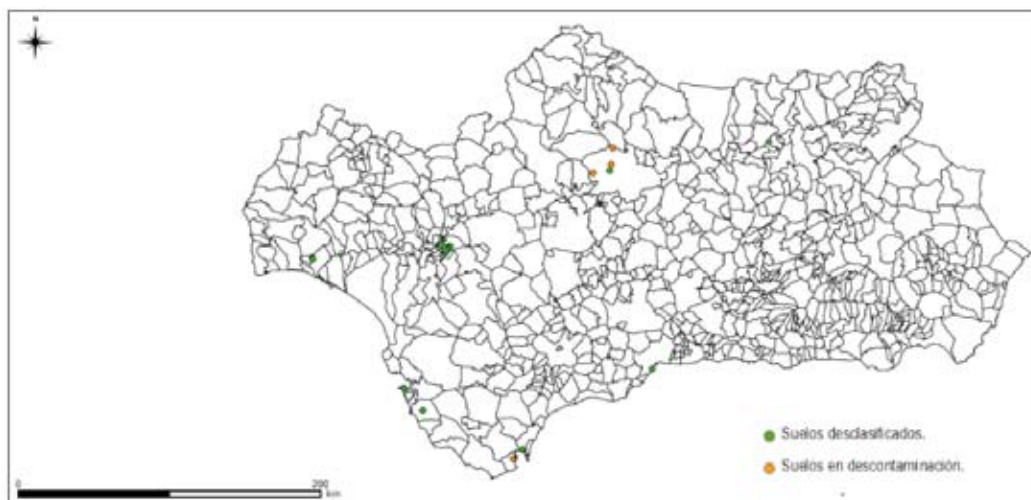 N
Suelos desclasificados.
Suelos en descontaminación.
0 200
km